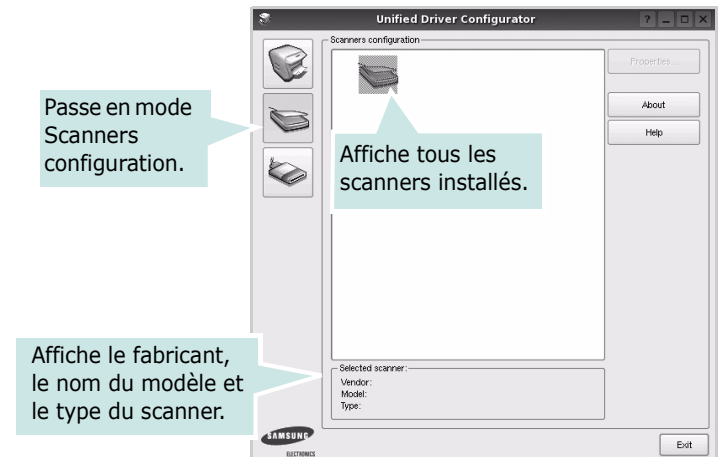 Unified Driver Configurator
Scanners configuration
Properties...
About
Help
Passe en mode
Scanners
configuration.
Affiche tous les
scanners installés.
Affiche le fabricant,
le nom du modèle et
le type du scanner.
Selected scanner:
Vendor:
Model:
Type:
SAMSUNG
ELECTRONICS
Exit